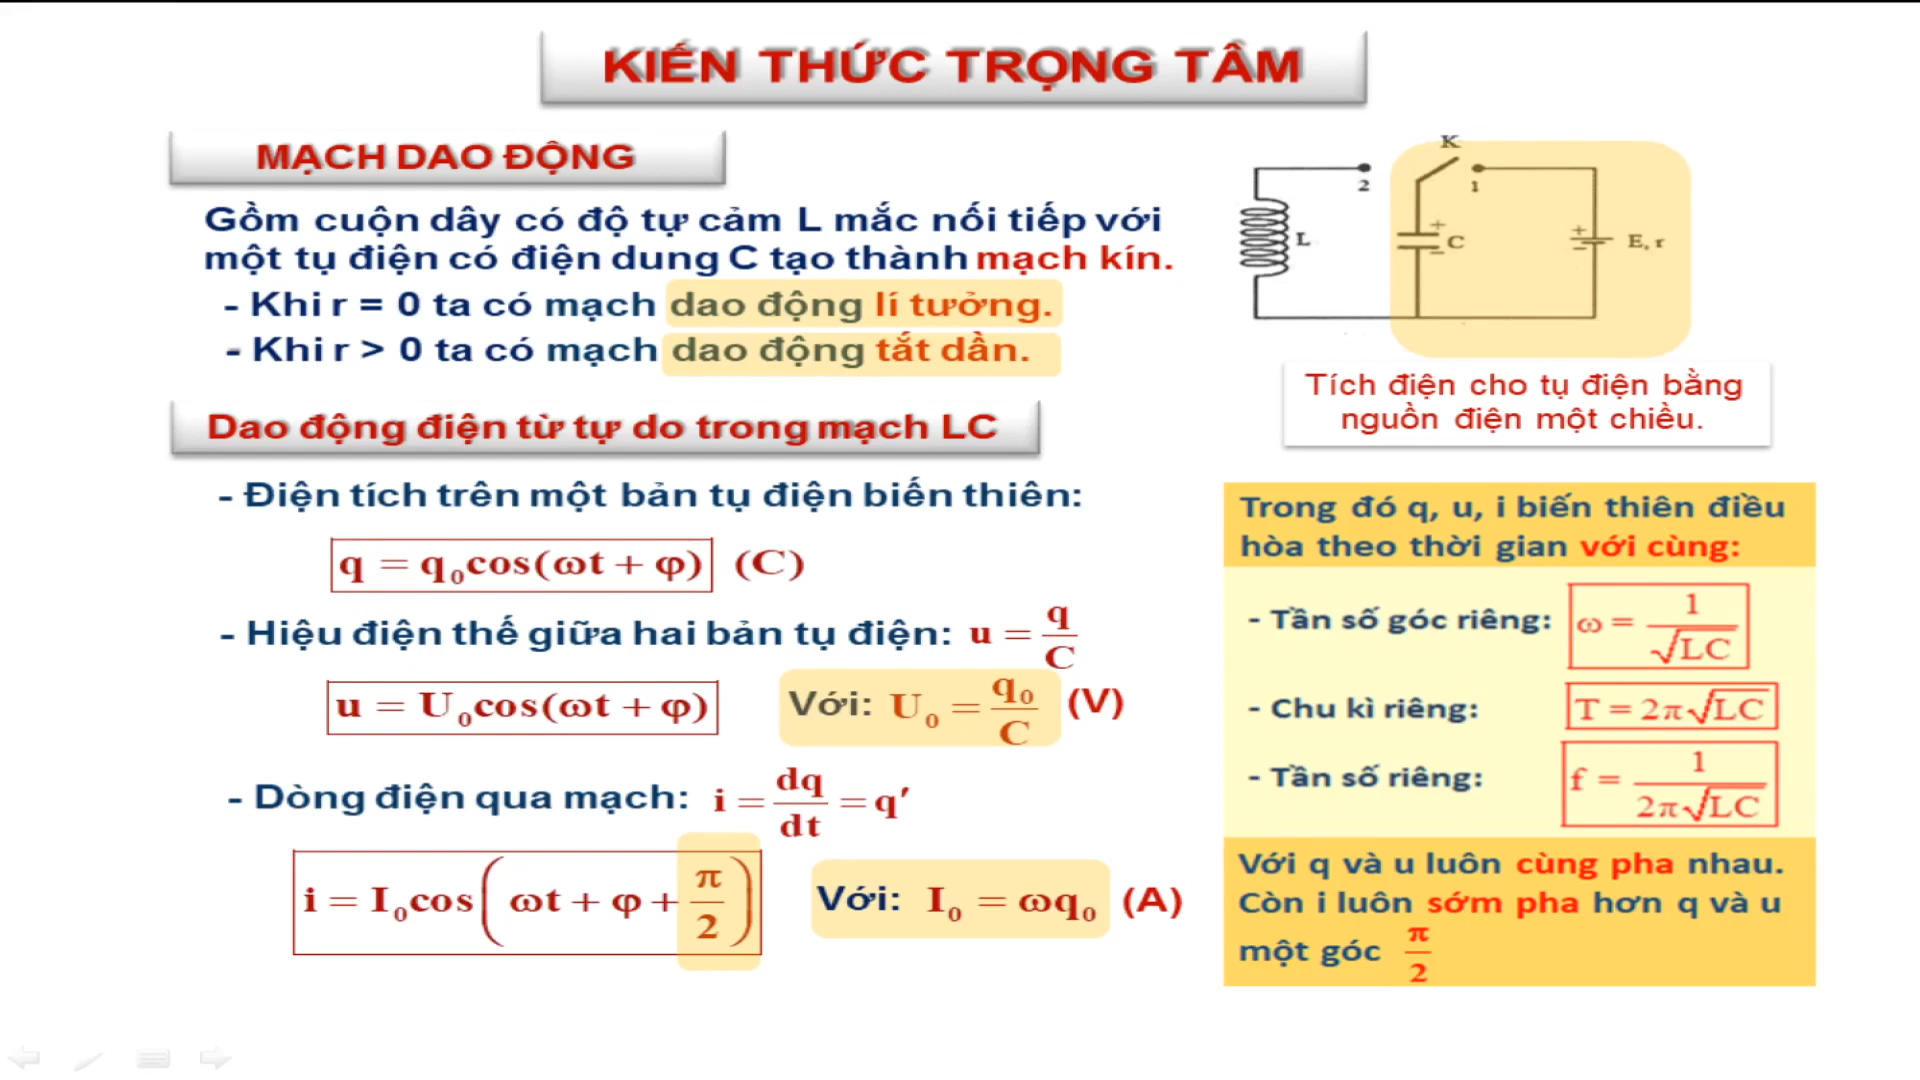 KIẾN THỨC TRỌNG TÂM
MẠCH DAO ĐỘNG
Gồm cuộn dây có độ tự cảm L mắc nối tiếp với
một tụ điện có điện dung C tạo thành mạch kín.
- Khi r = 0 ta có mạch dao động lí tưởng.
- Khi r > 0 ta có mạch dao động tắt dần.
K
2
1
L
+
C
−
+
−
E, r
Tích điện cho tụ điện bằng
nguồn điện một chiều.
Dao động điện từ tự do trong mạch LC
- Điện tích trên một bản tụ điện biến thiên:
q = q₀cos(ωt + φ) (C)
- Hiệu điện thế giữa hai bản tụ điện: u = q/C
u = U₀cos(ωt + φ) Với: U₀ = q₀/C (V)
- Dòng điện qua mạch: i = dq/dt = q′
i = I₀cos(ωt + φ + π/2) Với: I₀ = ωq₀ (A)
Trong đó q, u, i biến thiên điều
hòa theo thời gian với cùng:
- Tần số góc riêng: ω = 1/√LC
- Chu kì riêng: T = 2π√LC
- Tần số riêng: f = 1/2π√LC
Với q và u luôn cùng pha nhau.
Còn i luôn sớm pha hơn q và u
một góc π/2